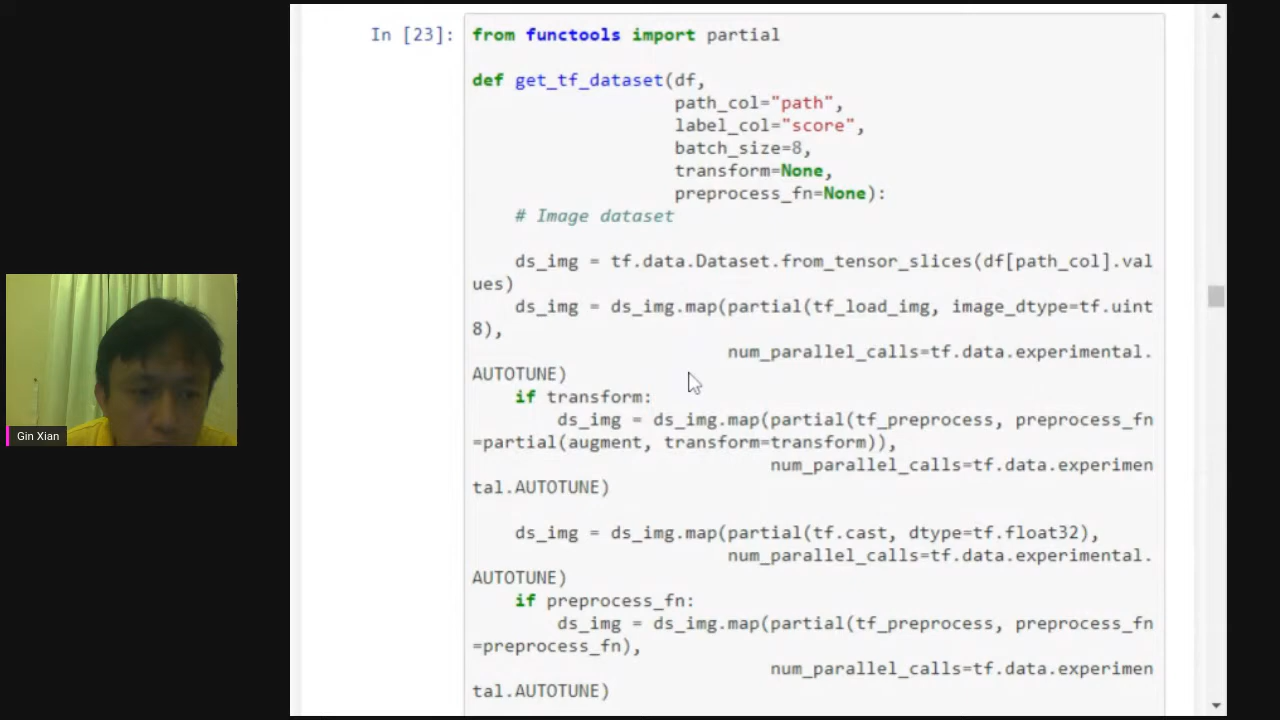 In [23]:
from functools import partial
def get_tf_dataset(df,
path_col="path",
label_col="score",
batch_size=8,
transform=None,
preprocess_fn=None):
# Image dataset
ds_img = tf.data.Dataset.from_tensor_slices(df[path_col].val
ues)
ds_img = ds_img.map(partial(tf_load_img, image_dtype=tf.uint
8),
num_parallel_calls=tf.data.experimental.
AUTOTUNE)
if transform:
ds_img = ds_img.map(partial(tf_preprocess, preprocess_fn
=partial(augment, transform=transform)),
num_parallel_calls=tf.data.experimen
tal.AUTOTUNE)
ds_img = ds_img.map(partial(tf.cast, dtype=tf.float32),
num_parallel_calls=tf.data.experimental.
AUTOTUNE)
if preprocess_fn:
ds_img = ds_img.map(partial(tf_preprocess, preprocess_fn
=preprocess_fn),
num_parallel_calls=tf.data.experimen
tal.AUTOTUNE)
Gin Xian